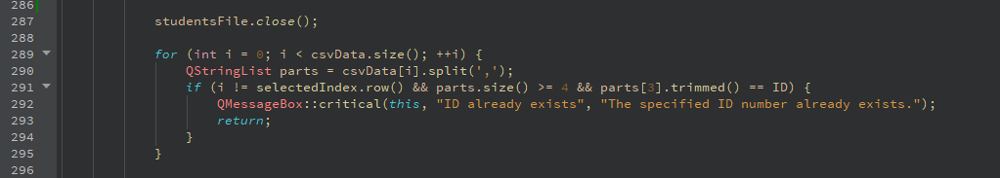 286
287 studentsFile.close();
288
289 for (int i = 0; i < csvData.size(); ++i) {
290 QStringList parts = csvData[i].split(',');
291 if (i != selectedIndex.row() && parts.size() >= 4 && parts[3].trimmed() == ID) {
292 QMessageBox::critical(this, "ID already exists", "The specified ID number already exists.");
293 return;
294 }
295 }
296